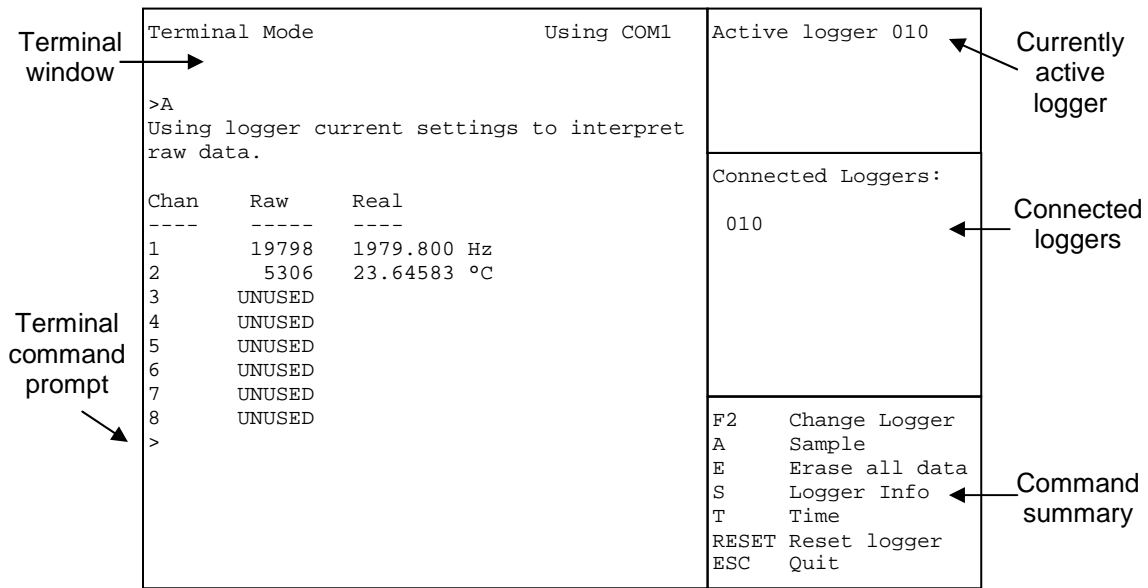 Terminal
window
Terminal
command
prompt
Terminal Mode Using COM1
>A
Using logger current settings to interpret
raw data.
Chan Raw Real
---- ----- ----
1 19798 1979.800 Hz
2 5306 23.64583 °C
3 UNUSED
4 UNUSED
5 UNUSED
6 UNUSED
7 UNUSED
8 UNUSED
>
Active logger 010
Connected Loggers:
010
F2 Change Logger
A Sample
E Erase all data
S Logger Info
T Time
RESET Reset logger
ESC Quit
Currently
active
logger
Connected
loggers
Command
summary